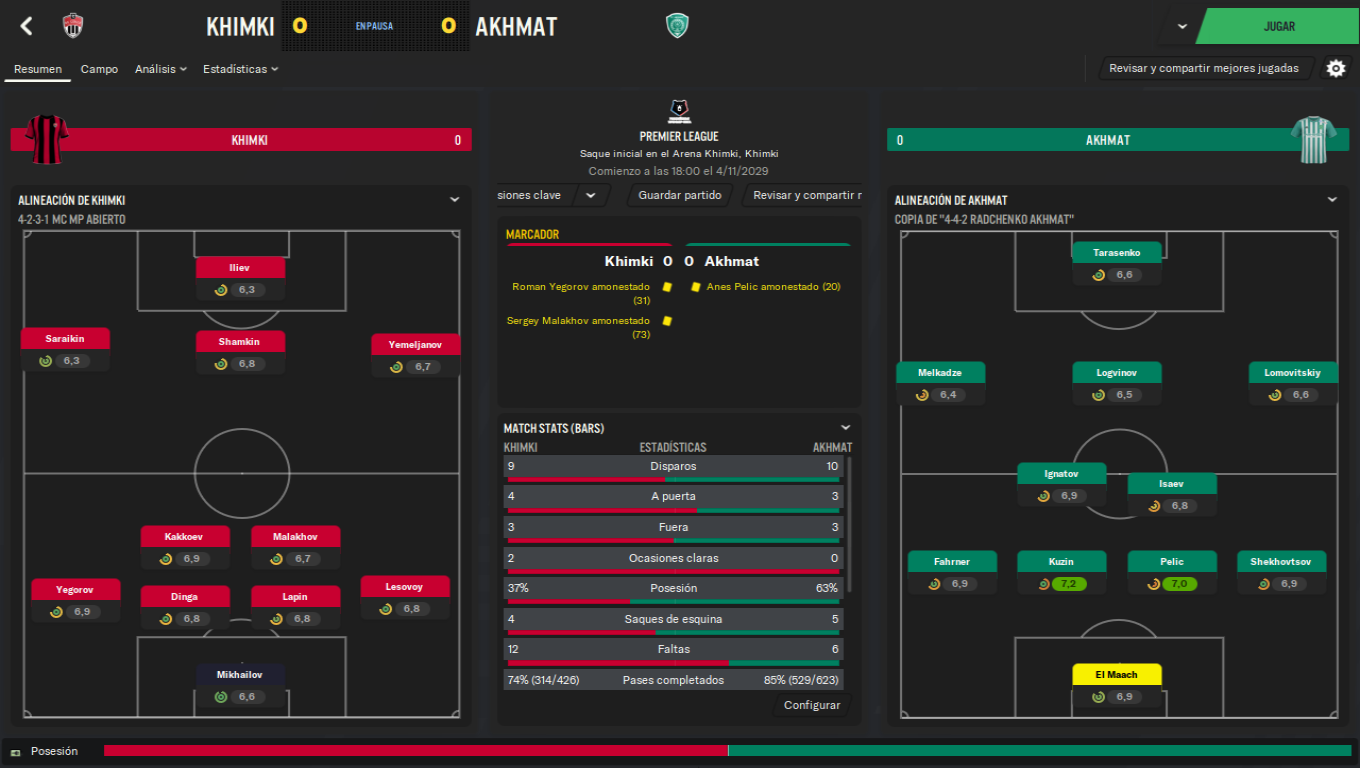 KHIMKI 0 EN PAUSA 0 AKHMAT
JUGAR
Resumen Campo Análisis Estadísticas
Revisar y compartir mejores jugadas
KHIMKI 0
PREMIER LEAGUE
Saque inicial en el Arena Khimki, Khimki
Comienzo a las 18:00 el 4/11/2029
siones clave Guardar partido Revisar y compartir r
0 AKHMAT
ALINEACIÓN DE KHIMKI
4-2-3-1 MC MP ABIERTO
Iliev
6,3
Saraikin
6,3
Shamkin
6,8
Yemeljanov
6,7
Kakkoev
6,9
Malakhov
6,7
Yegorov
6,9
Dinga
6,8
Lapin
6,8
Lesovoy
6,8
Mikhailov
6,6
MARCADOR
Khimki 0 0 Akhmat
Roman Yegorov amonestado
(31)
Anes Pelic amonestado (20)
Sergey Malakhov amonestado
(73)
MATCH STATS (BARS)
KHIMKI ESTADÍSTICAS AKHMAT
9 Disparos 10
4 A puerta 3
3 Fuera 3
2 Ocasiones claras 0
37% Posesión 63%
4 Saques de esquina 5
12 Faltas 6
74% (314/426) Pases completados 85% (529/623)
Configurar
ALINEACIÓN DE AKHMAT
COPIA DE "4-4-2 RADCHENKO AKHMAT"
Tarasenko
6,6
Melkadze
6,4
Logvinov
6,5
Lomovitskiy
6,6
Ignatov
6,9
Isaev
6,8
Fahrner
6,9
Kuzin
7,2
Pelic
7,0
Shekhovtsov
6,9
El Maach
6,9
Posesión